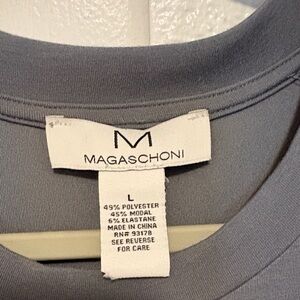 M
MAGASCHONI
L
49% POLYESTER
45% MODAL
6% ELASTANE
MADE IN CHINA
RN# 93178
SEE REVERSE
FOR CARE